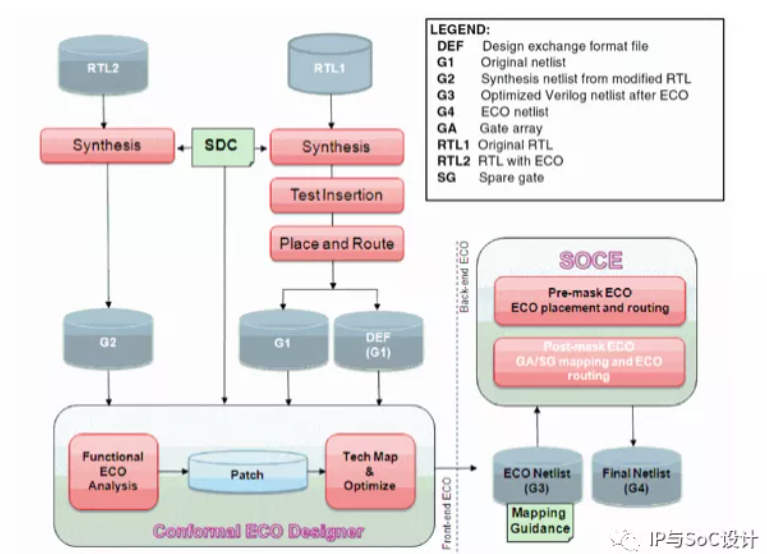 RTL2
RTL1
Synthesis
SDC
Synthesis
Test Insertion
Place and Route
G2
G1
DEF
(G1)
Functional
ECO
Analysis
Patch
Tech Map
&
Optimize
Conformal ECO Designer
LEGEND:
DEF Design exchange format file
G1 Original netlist
G2 Synthesis netlist from modified RTL
G3 Optimized Verilog netlist after ECO
G4 ECO netlist
GA Gate array
RTL1 Original RTL
RTL2 RTL with ECO
SG Spare gate
Back-end ECO
Front-end ECO
SOCE
Pre-mask ECO
ECO placement and routing
Post-mask ECO
GA/SG mapping and ECO
routing
ECO Netlist
(G3)
Mapping
Guidance
Final Netlist
(G4)
IP与SoC设计